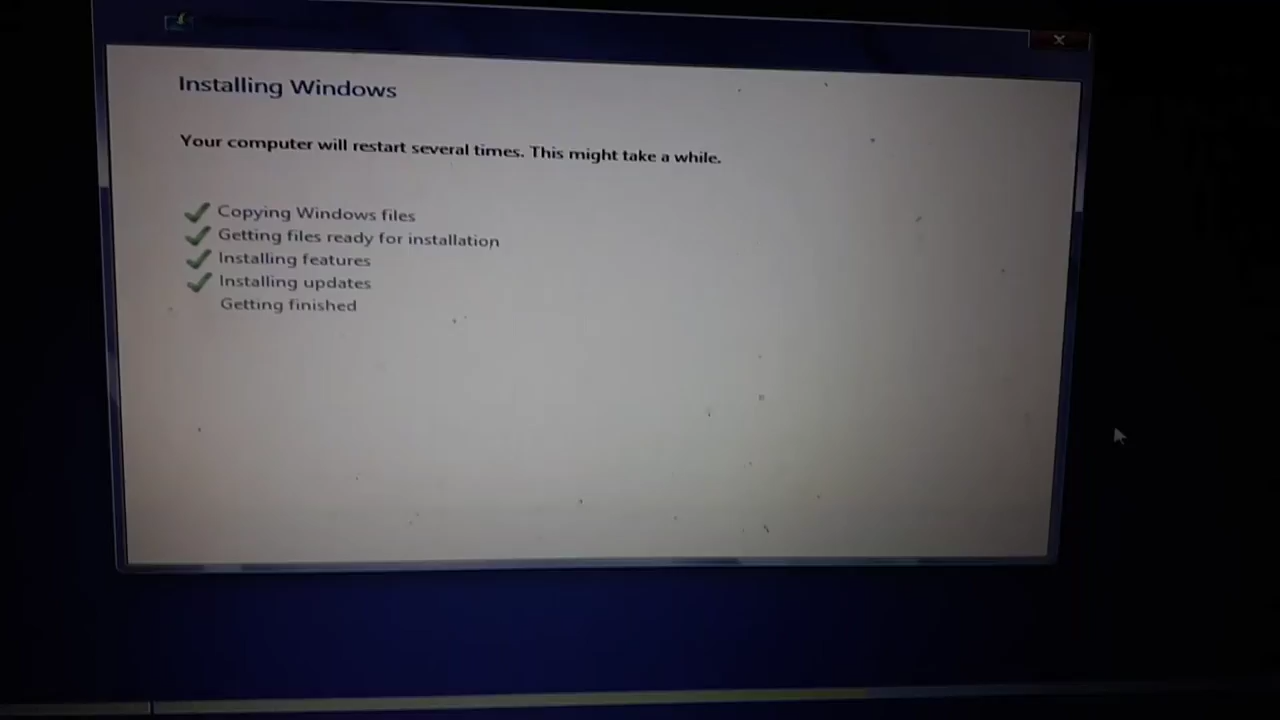 Installing Windows
Your computer will restart several times. This might take a while.
Copying Windows files
Getting files ready for installation
Installing features
Installing updates
Getting finished